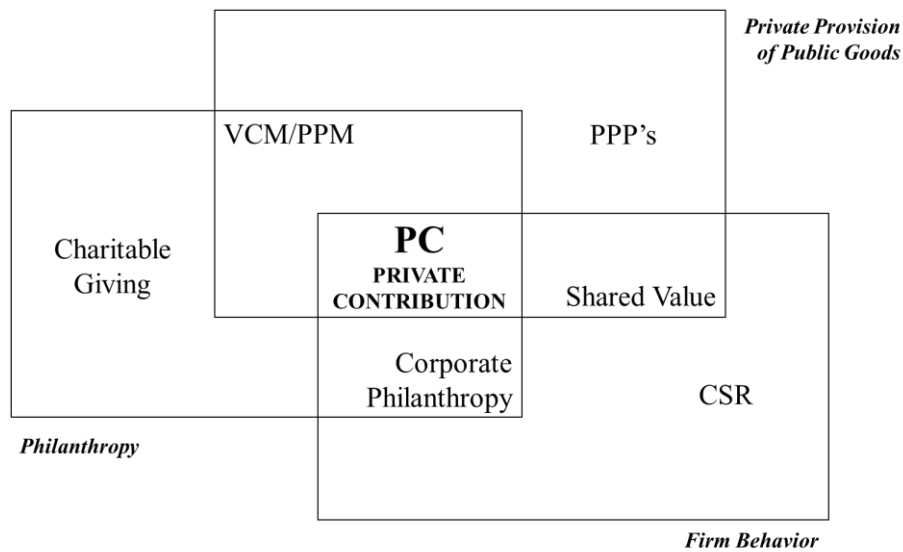 Private Provision
of Public Goods
VCM/PPM
PPP’s
Charitable
Giving
PC
PRIVATE
CONTRIBUTION
Shared Value
Corporate
Philanthropy
CSR
Philanthropy
Firm Behavior